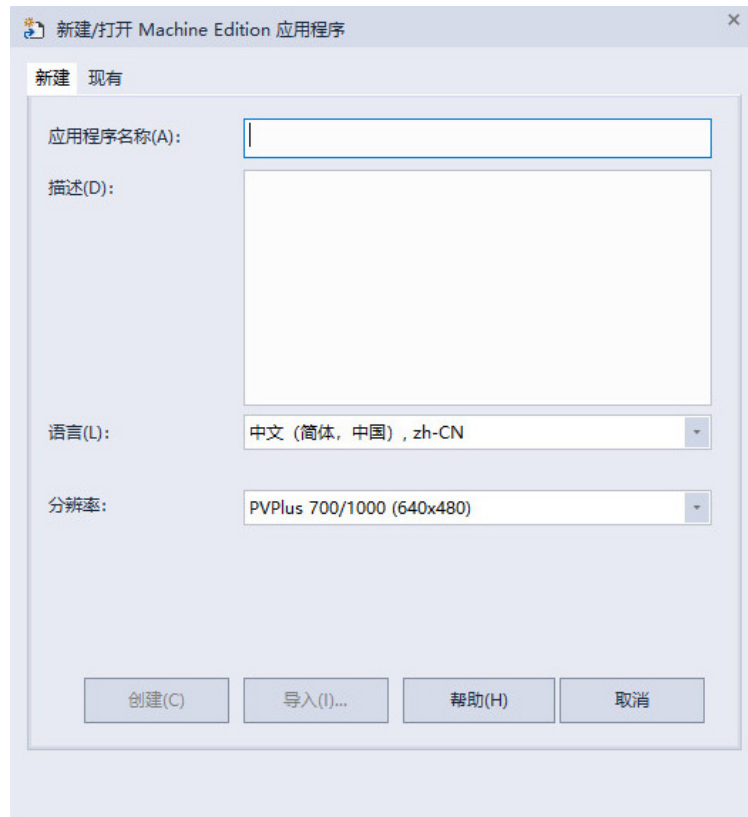 新建/打开 Machine Edition 应用程序
新建 现有
应用程序名称(A):
描述(D):
语言(L): 中文（简体，中国）, zh-CN
分辨率: PVPlus 700/1000 (640x480)
创建(C) 导入(I)... 帮助(H) 取消